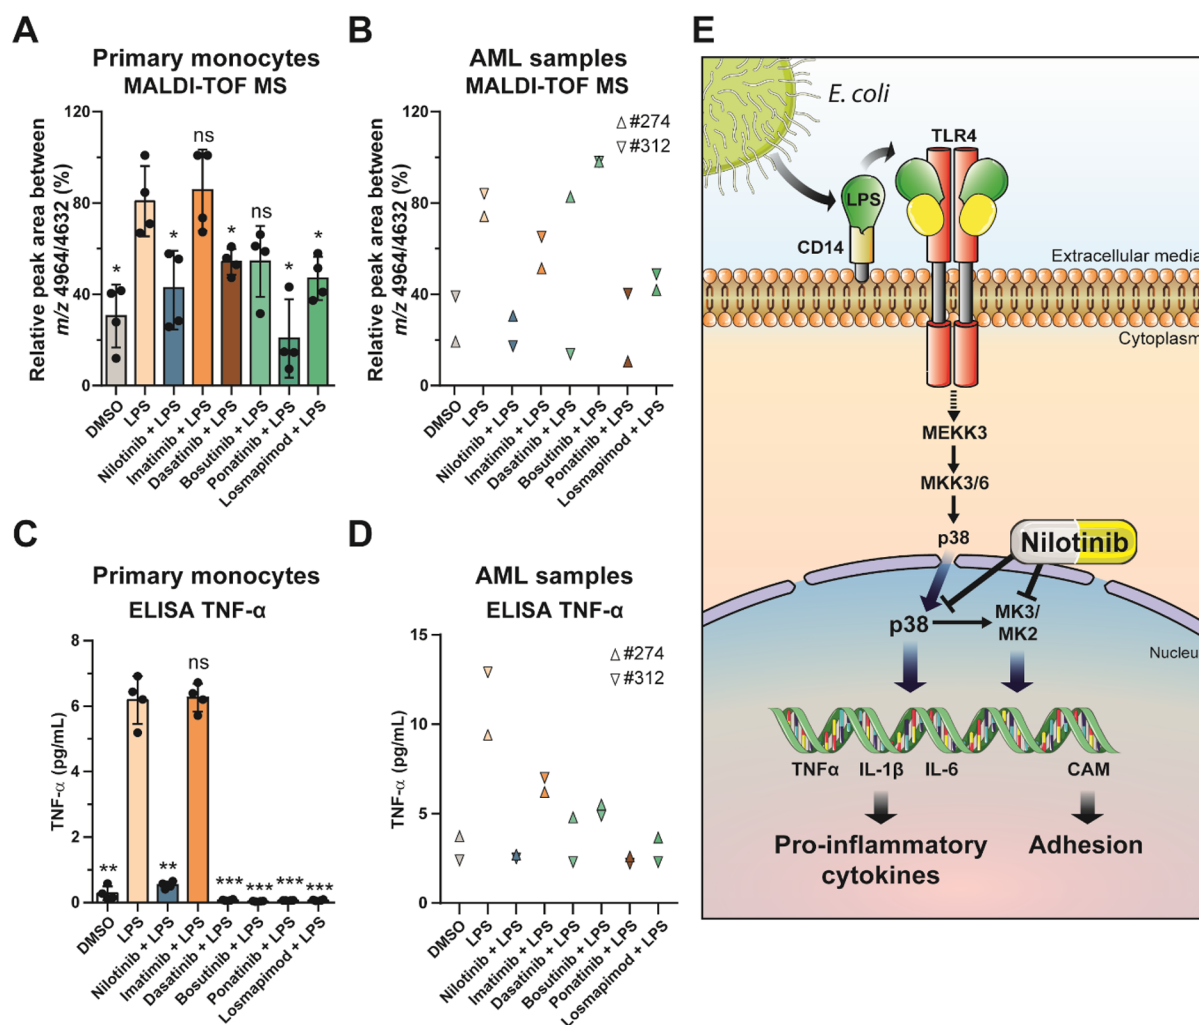 A
Primary monocytes
MALDI-TOF MS
Relative peak area between
m/z 4964/4632 (%)
120
80
40
0
*
ns
*
ns
*
ns
*
*
DMSO
LPS
Nilotinib + LPS
Imatimib + LPS
Dasatinib + LPS
Bosutinib + LPS
Ponatinib + LPS
Losmapimod + LPS
B
AML samples
MALDI-TOF MS
Relative peak area between
m/z 4964/4632 (%)
120
80
40
0
#274
#312
DMSO
LPS
Nilotinib + LPS
Imatimib + LPS
Dasatinib + LPS
Bosutinib + LPS
Ponatinib + LPS
Losmapimod + LPS
C
Primary monocytes
ELISA TNF-α
TNF-α (pg/mL)
8
6
4
2
0
**
**
ns
***
***
***
***
DMSO
LPS
Nilotinib + LPS
Imatinib + LPS
Dasatinib + LPS
Bosutinib + LPS
Ponatinib + LPS
Losmapimod + LPS
D
AML samples
ELISA TNF-α
TNF-α (pg/mL)
15
10
5
0
#274
#312
DMSO
LPS
Nilotinib + LPS
Imatinib + LPS
Dasatinib + LPS
Bosutinib + LPS
Ponatinib + LPS
Losmapimod + LPS
E
E. coli
TLR4
LPS
CD14
Extracellular media
Cytoplasm
MEKK3
MKK3/6
p38
Nilotinib
p38
MK3/
MK2
Nucleus
TNFα IL-1β IL-6 CAM
Pro-inflammatory
cytokines
Adhesion